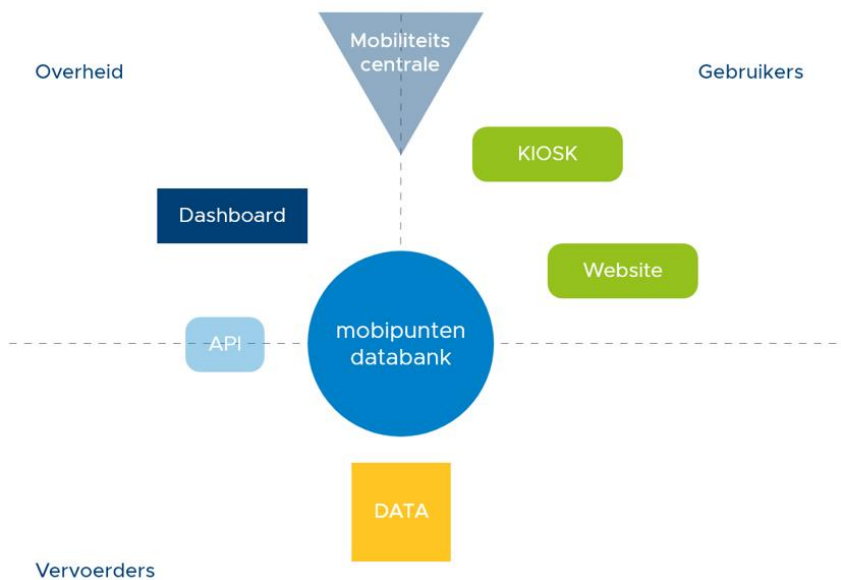 Mobiliteits
centrale
Overheid
Gebruikers
KIOSK
Dashboard
Website
API
mobipunten
databank
DATA
Vervoerders